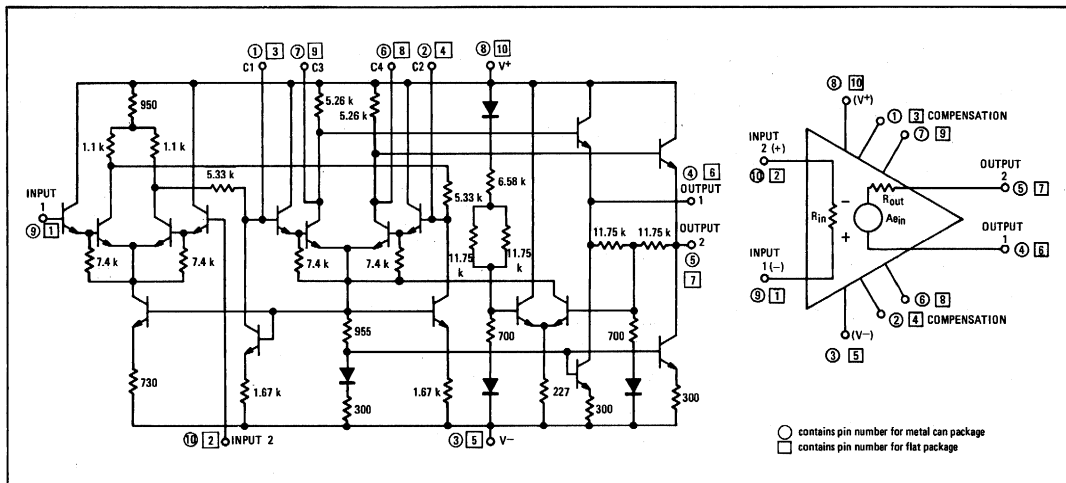 ① 3 ⑦ 9 ⑥ 8 ② 4 ⑧ 10
C1 C3 C4 C2 V+
950
5.26 k
5.26 k
1.1 k 1.1 k
5.33 k
5.33 k
6.58 k
INPUT
1
⑨ 1
④ 6
OUTPUT
1
OUTPUT
2
⑤
7
11.75 k 11.75 k
11.75
k
11.75
k
7.4 k 7.4 k 7.4 k 7.4 k
955
700
700
730
1.67 k
300
1.67 k
227
300
300
⑩ 2 INPUT 2
③ 5 V−
⑧ 10
(V+)
① 3 COMPENSATION
⑦ 9
INPUT
2 (+)
⑩ 2
OUTPUT
2
⑤ 7
Rout
Rin
−
+
Aein
OUTPUT
1
④ 6
INPUT
1 (−)
⑨ 1
⑥ 8
② 4 COMPENSATION
(V−)
③ 5
contains pin number for metal can package
contains pin number for flat package